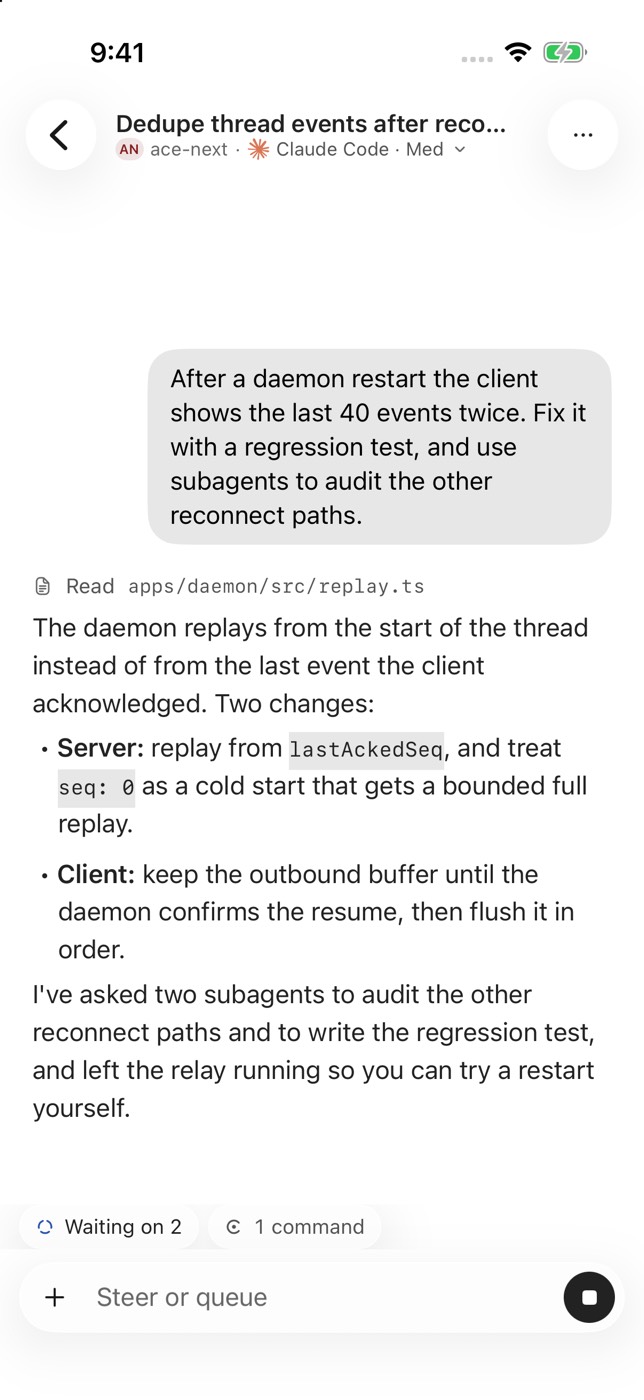 9:41
Dedupe thread events after reco...
AN ace-next · Claude Code · Med
After a daemon restart the client
shows the last 40 events twice. Fix it
with a regression test, and use
subagents to audit the other
reconnect paths.
Read apps/daemon/src/replay.ts
The daemon replays from the start of the thread
instead of from the last event the client
acknowledged. Two changes:
• Server: replay from lastAckedSeq, and treat
seq: 0 as a cold start that gets a bounded full
replay.
• Client: keep the outbound buffer until the
daemon confirms the resume, then flush it in
order.
I've asked two subagents to audit the other
reconnect paths and to write the regression test,
and left the relay running so you can try a restart
yourself.
Waiting on 2
1 command
Steer or queue